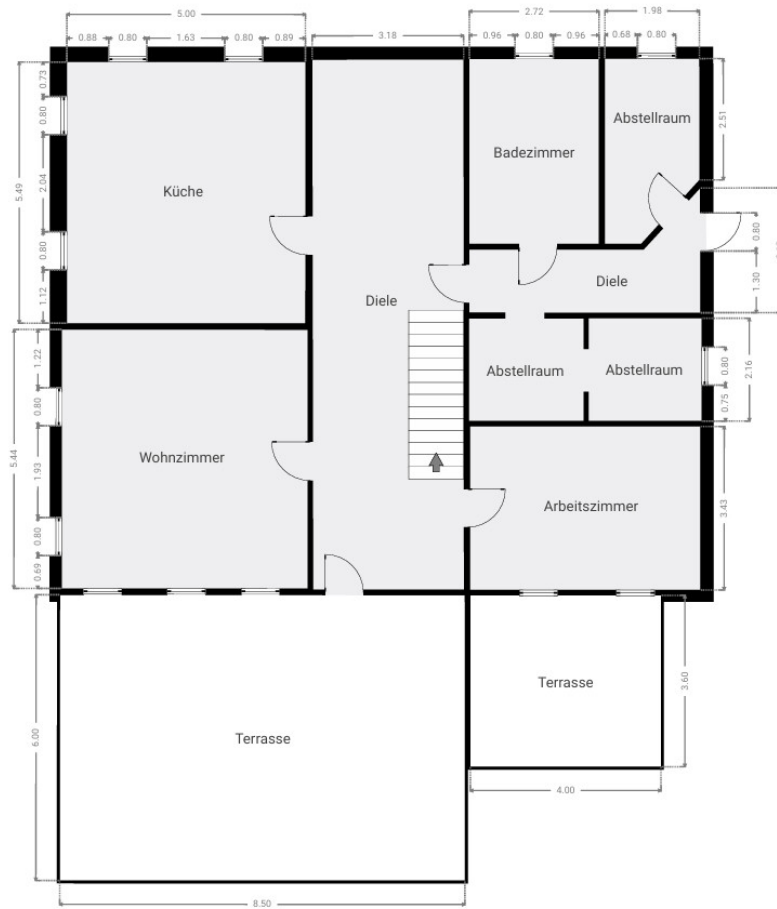 5.00
2.72
1.98
0.88 0.80 1.63 0.80 0.89
3.18
0.96 0.80 0.96
0.68 0.80
0.73
0.80
2.04
0.80
1.12
5.49
Küche
Diele
Badezimmer
Abstellraum
2.51
0.80
1.30
Diele
1.22
0.80
1.93
0.80
0.69
5.44
Wohnzimmer
Abstellraum
Abstellraum
0.80
0.75
2.16
Arbeitszimmer
3.43
6.00
Terrasse
8.50
Terrasse
3.60
4.00